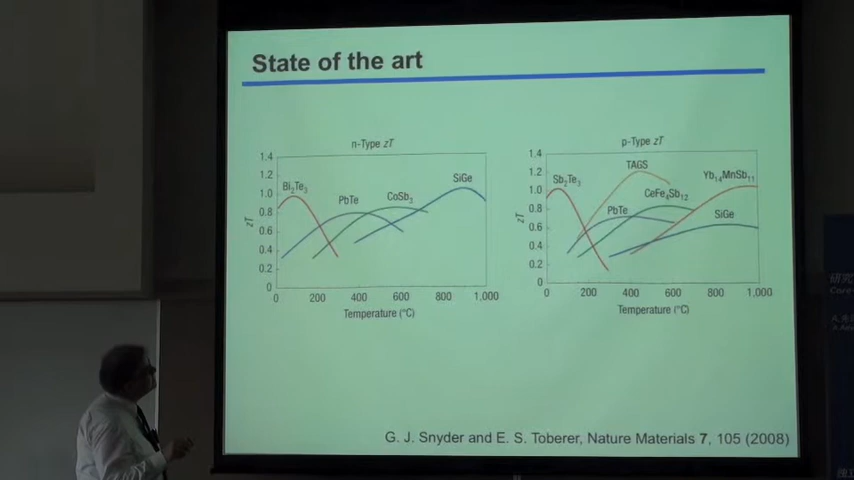 State of the art
n-Type zT
1.4
1.2
1.0
0.8
0.6
0.4
0.2
0
zT
Bi₂Te₃
PbTe
CoSb₃
SiGe
0 200 400 600 800 1,000
Temperature (°C)
p-Type zT
1.4
1.2
1.0
0.8
0.6
0.4
0.2
0
zT
Sb₂Te₃
TAGS
PbTe
CeFe₄Sb₁₂
Yb₁₄MnSb₁₁
SiGe
0 200 400 600 800 1,000
Temperature (°C)
G. J. Snyder and E. S. Toberer, Nature Materials 7, 105 (2008)
研究